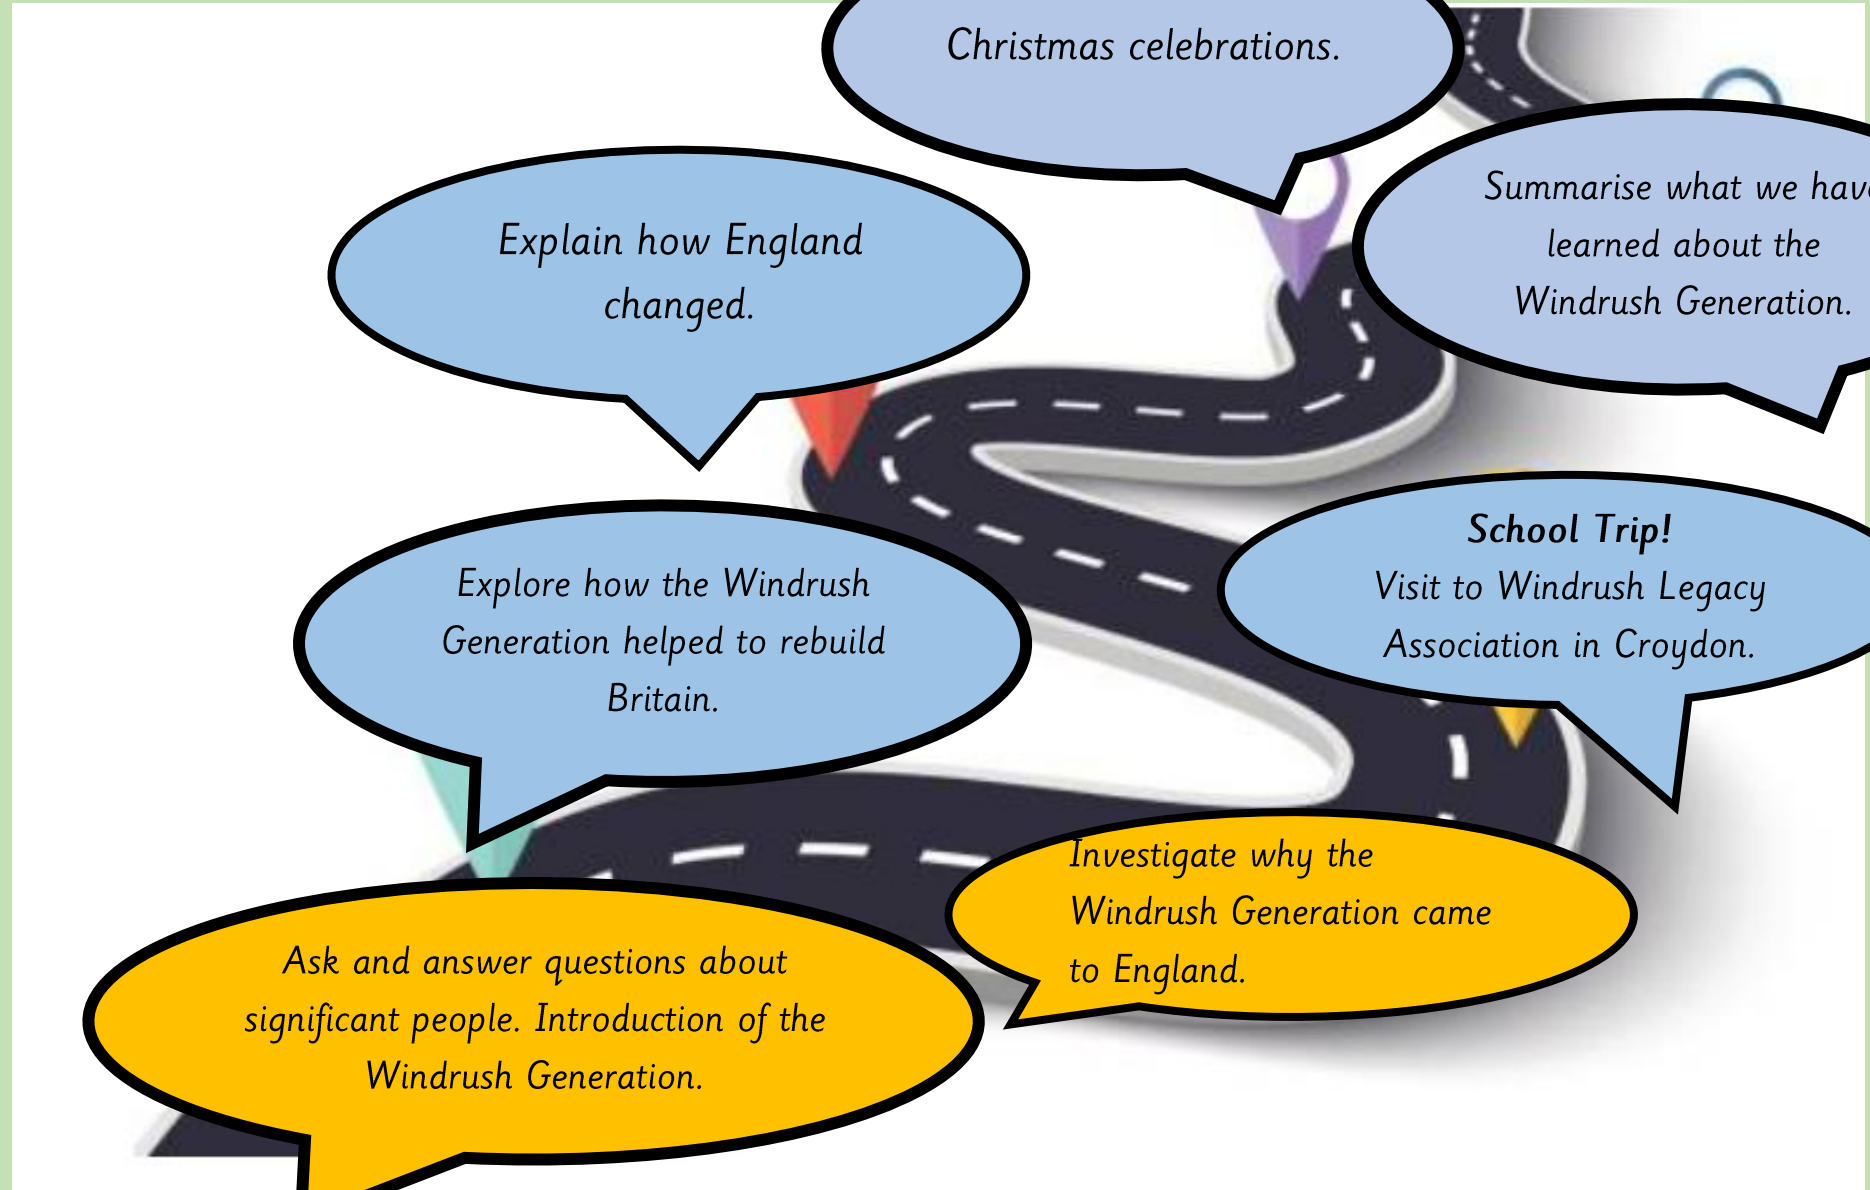 Christmas celebrations.
Summarise what we have
learned about the
Windrush Generation.
Explain how England
changed.
School Trip!
Visit to Windrush Legacy
Association in Croydon.
Explore how the Windrush
Generation helped to rebuild
Britain.
Investigate why the
Windrush Generation came
to England.
Ask and answer questions about
significant people. Introduction of the
Windrush Generation.